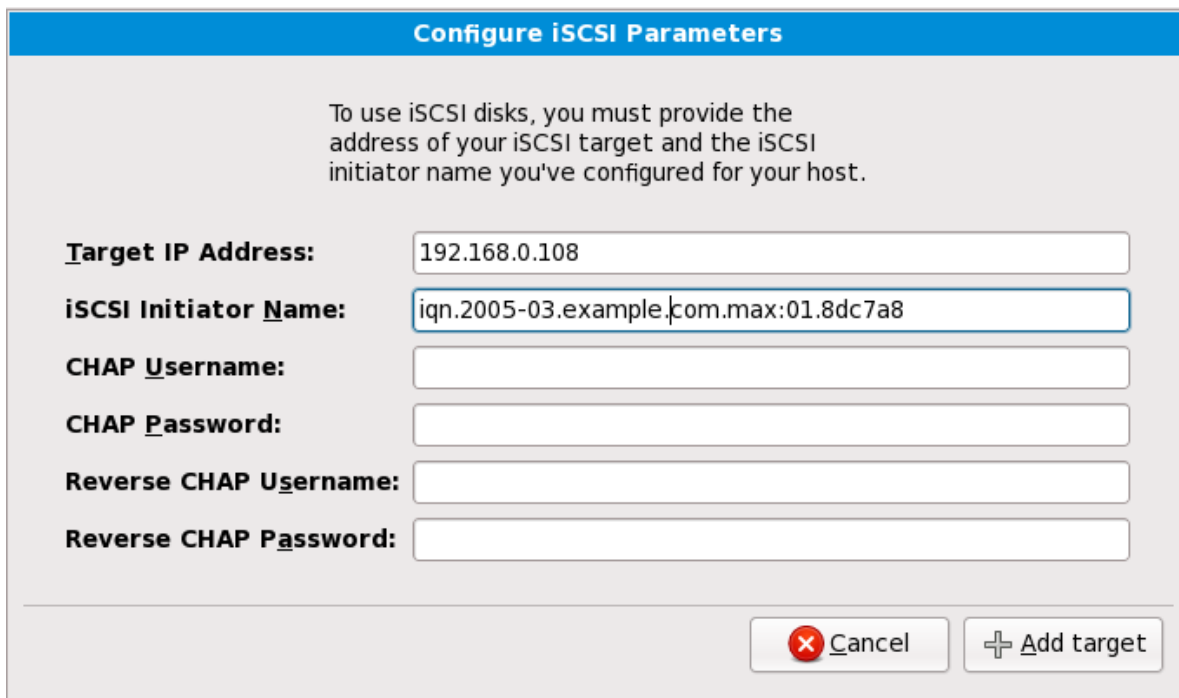 Configure iSCSI Parameters
To use iSCSI disks, you must provide the
address of your iSCSI target and the iSCSI
initiator name you've configured for your host.
Target IP Address: 192.168.0.108
iSCSI Initiator Name: iqn.2005-03.example.com.max:01.8dc7a8
CHAP Username:
CHAP Password:
Reverse CHAP Username:
Reverse CHAP Password:
Cancel Add target